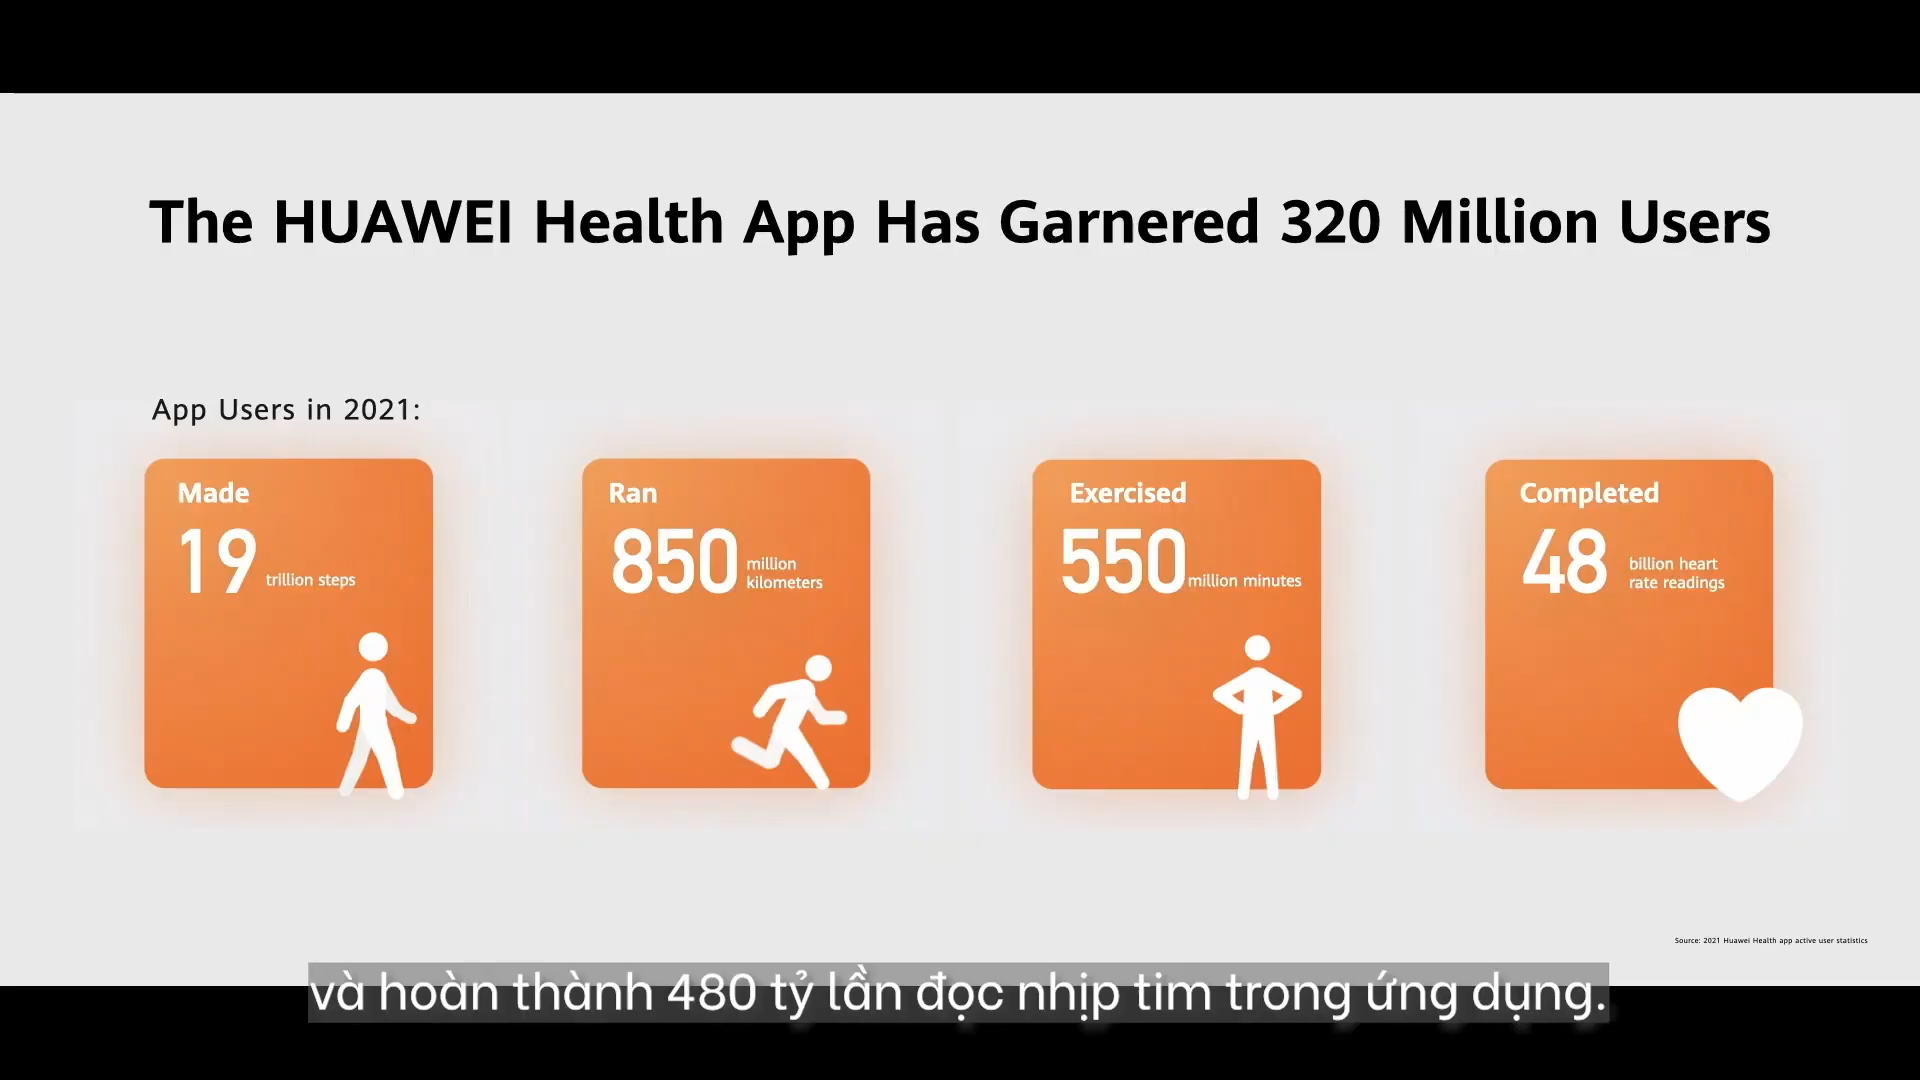 The HUAWEI Health App Has Garnered 320 Million Users
App Users in 2021:
Made
19 trillion steps
Ran
850 million
kilometers
Exercised
550 million minutes
Completed
48 billion heart
rate readings
Source: 2021 Huawei Health app active user statistics
và hoàn thành 480 tỷ lần đọc nhịp tim trong ứng dụng.